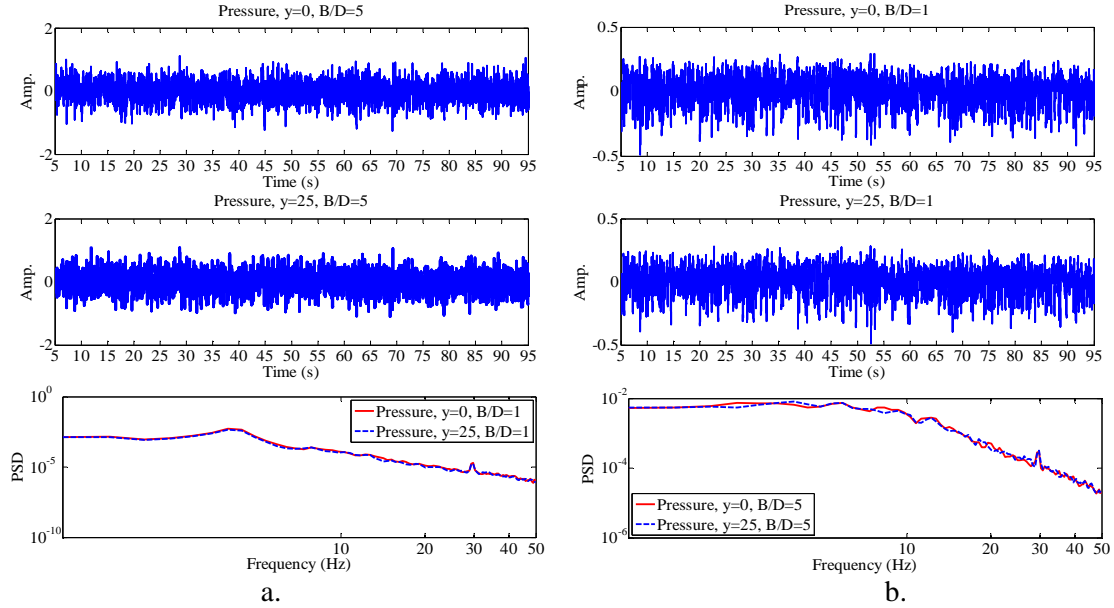 Pressure, y=0, B/D=5
2
0
-2
Amp.
5 10 15 20 25 30 35 40 45 50 55 60 65 70 75 80 85 90 95
Time (s)
Pressure, y=25, B/D=5
2
0
-2
Amp.
5 10 15 20 25 30 35 40 45 50 55 60 65 70 75 80 85 90 95
Time (s)
10^0
10^-5
10^-10
PSD
Pressure, y=0, B/D=1
Pressure, y=25, B/D=1
10 20 30 40 50
Frequency (Hz)
a.
Pressure, y=0, B/D=1
0.5
0
-0.5
Amp.
5 10 15 20 25 30 35 40 45 50 55 60 65 70 75 80 85 90 95
Time (s)
Pressure, y=25, B/D=1
0.5
0
-0.5
Amp.
5 10 15 20 25 30 35 40 45 50 55 60 65 70 75 80 85 90 95
Time (s)
10^-2
10^-4
10^-6
PSD
Pressure, y=0, B/D=5
Pressure, y=25, B/D=5
10 20 30 40 50
Frequency (Hz)
b.